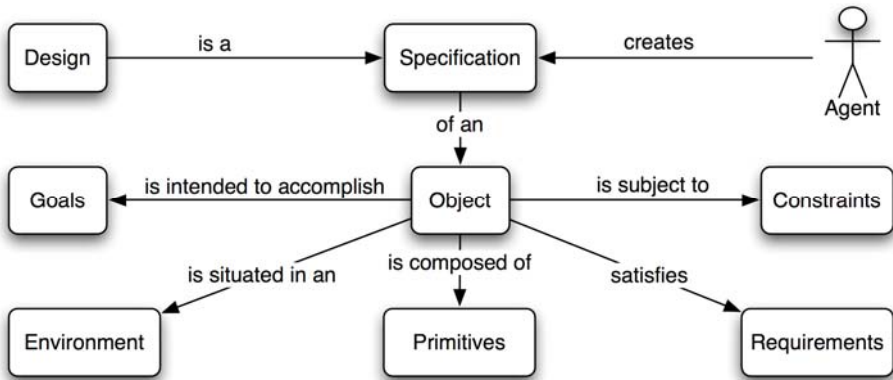 Design
is a
Specification
creates
Agent
of an
Goals
is intended to accomplish
Object
is subject to
Constraints
is situated in an
is composed of
satisfies
Environment
Primitives
Requirements